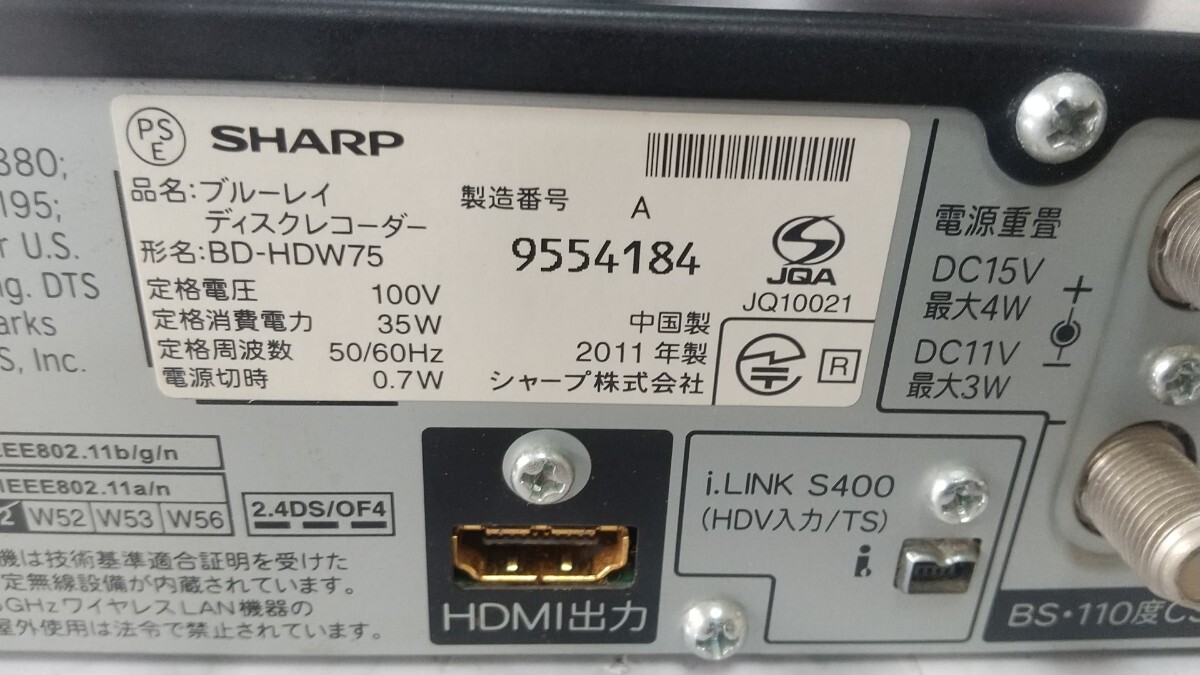 380;
195;
U.S.
ng. DTS
arks
S, Inc.
PS
E
SHARP
品名:ブルーレイ
ディスクレコーダー
形名:BD-HDW75
定格電圧 100V
定格消費電力 35W
定格周波数 50/60Hz
電源切時 0.7W
製造番号 A
9554184
JQA
JQ10021
中国製
2011年製
シャープ株式会社
R
電源重畳
DC15V
最大4W
DC11V
最大3W
EEE802.11b/g/n
IEEE802.11a/n
2 W52 W53 W56
2.4DS/OF4
機は技術基準適合証明を受けた
定無線設備が内蔵されています。
GHzワイヤレスLAN機器の
屋外使用は法令で禁止されています。
HDMI出力
i.LINK S400
(HDV入力/TS)
i
BS・110度CS